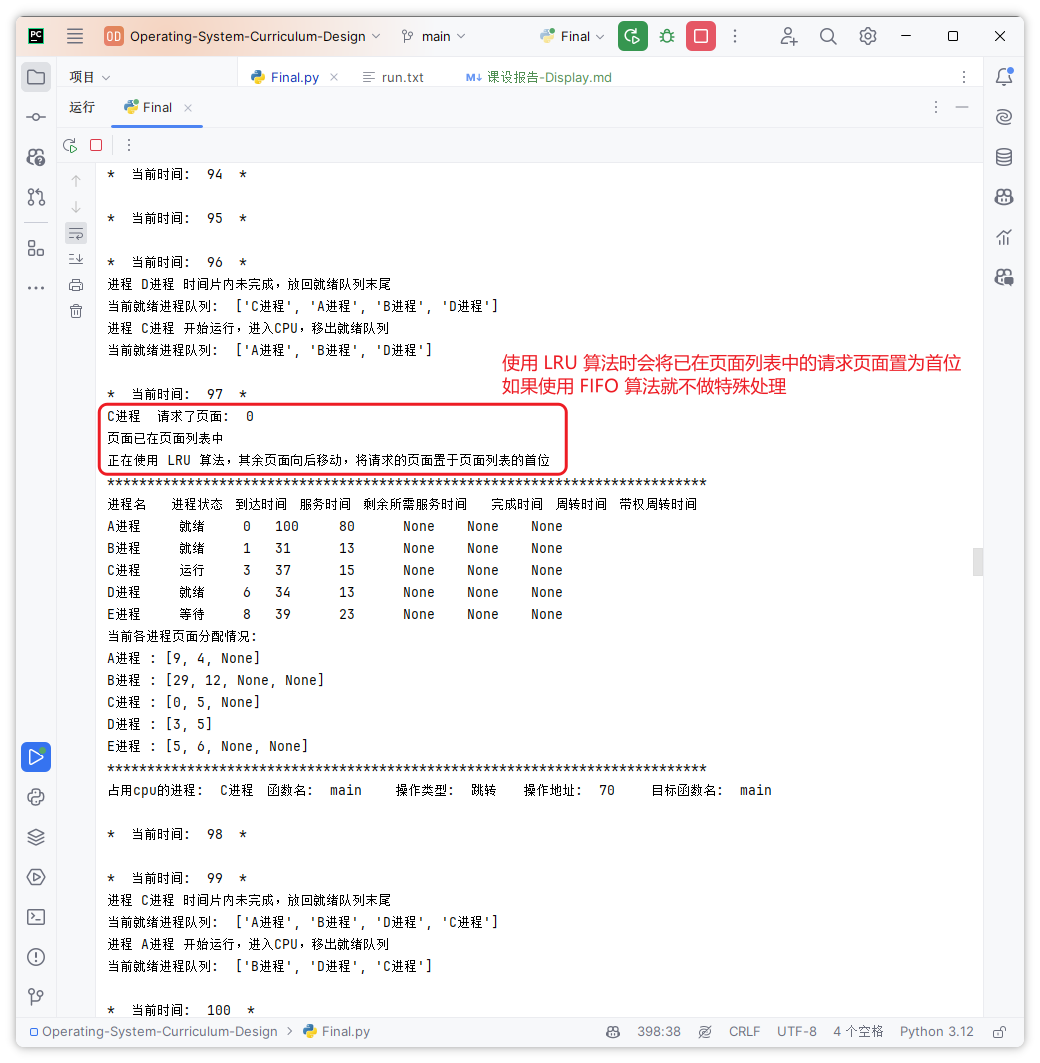 PC OD Operating-System-Curriculum-Design main Final
项目 Final.py run.txt M↓ 课设报告-Display.md
运行 Final
* 当前时间: 94 *
* 当前时间: 95 *
* 当前时间: 96 *
进程 D进程 时间片内未完成，放回就绪队列末尾
当前就绪进程队列: ['C进程', 'A进程', 'B进程', 'D进程']
进程 C进程 开始运行，进入CPU，移出就绪队列
当前就绪进程队列: ['A进程', 'B进程', 'D进程']
使用 LRU 算法时会将已在页面列表中的请求页面置为首位
如果使用 FIFO 算法就不做特殊处理
* 当前时间: 97 *
C进程 请求了页面: 0
页面已在页面列表中
正在使用 LRU 算法，其余页面向后移动，将请求的页面置于页面列表的首位
***************************************************************************
进程名 进程状态 到达时间 服务时间 剩余所需服务时间 完成时间 周转时间 带权周转时间
A进程 就绪 0 100 80 None None None
B进程 就绪 1 31 13 None None None
C进程 运行 3 37 15 None None None
D进程 就绪 6 34 13 None None None
E进程 等待 8 39 23 None None None
当前各进程页面分配情况:
A进程 : [9, 4, None]
B进程 : [29, 12, None, None]
C进程 : [0, 5, None]
D进程 : [3, 5]
E进程 : [5, 6, None, None]
***************************************************************************
占用cpu的进程: C进程 函数名: main 操作类型: 跳转 操作地址: 70 目标函数名: main
* 当前时间: 98 *
* 当前时间: 99 *
进程 C进程 时间片内未完成，放回就绪队列末尾
当前就绪进程队列: ['A进程', 'B进程', 'D进程', 'C进程']
进程 A进程 开始运行，进入CPU，移出就绪队列
当前就绪进程队列: ['B进程', 'D进程', 'C进程']
* 当前时间: 100 *
Operating-System-Curriculum-Design > Final.py 398:38 CRLF UTF-8 4 个空格 Python 3.12